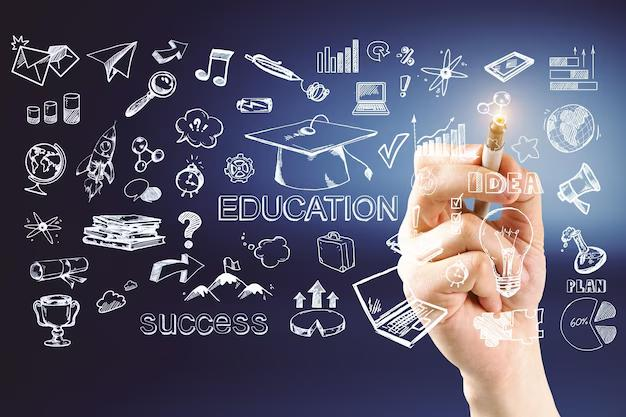 IDEA
EDUCATION
PLAN
success
60%